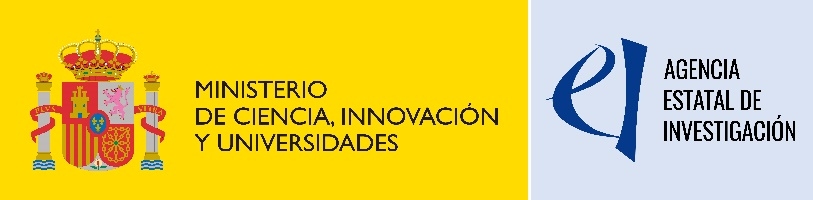 MINISTERIO
DE CIENCIA, INNOVACIÓN
Y UNIVERSIDADES
AGENCIA
ESTATAL DE
INVESTIGACIÓN